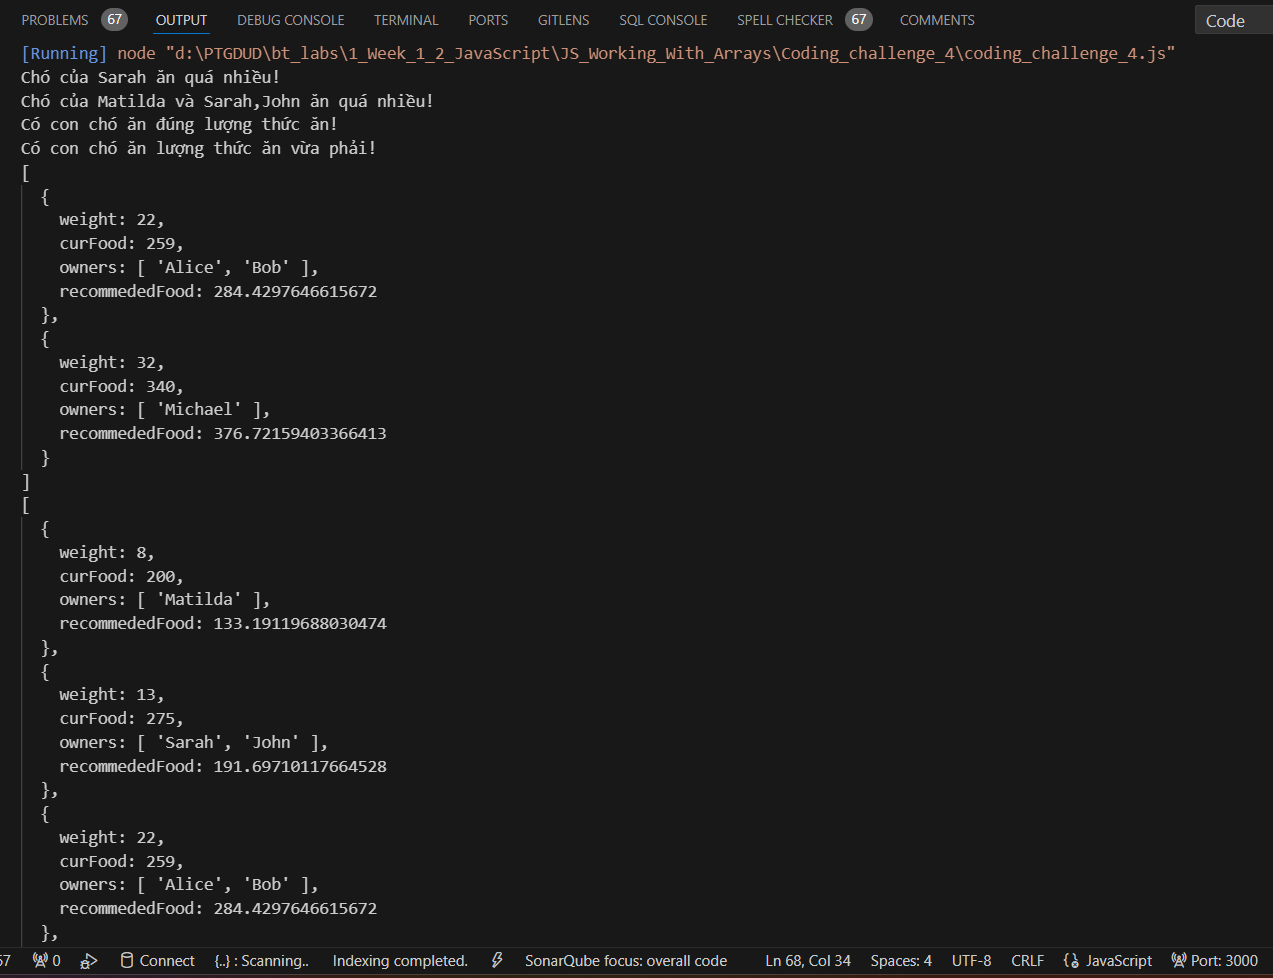 PROBLEMS 67 OUTPUT DEBUG CONSOLE TERMINAL PORTS GITLENS SQL CONSOLE SPELL CHECKER 67 COMMENTS Code
[Running] node "d:\PTGDUD\bt_labs\1_Week_1_2_JavaScript\JS_Working_With_Arrays\Coding_challenge_4\coding_challenge_4.js"
Chó của Sarah ăn quá nhiều!
Chó của Matilda và Sarah,John ăn quá nhiều!
Có con chó ăn đúng lượng thức ăn!
Có con chó ăn lượng thức ăn vừa phải!
[
  {
    weight: 22,
    curFood: 259,
    owners: [ 'Alice', 'Bob' ],
    recommededFood: 284.4297646615672
  },
  {
    weight: 32,
    curFood: 340,
    owners: [ 'Michael' ],
    recommededFood: 376.72159403366413
  }
]
[
  {
    weight: 8,
    curFood: 200,
    owners: [ 'Matilda' ],
    recommededFood: 133.19119688030474
  },
  {
    weight: 13,
    curFood: 275,
    owners: [ 'Sarah', 'John' ],
    recommededFood: 191.69710117664528
  },
  {
    weight: 22,
    curFood: 259,
    owners: [ 'Alice', 'Bob' ],
    recommededFood: 284.4297646615672
  },
67 0 Connect {..} : Scanning.. Indexing completed. SonarQube focus: overall code Ln 68, Col 34 Spaces: 4 UTF-8 CRLF JavaScript Port: 3000